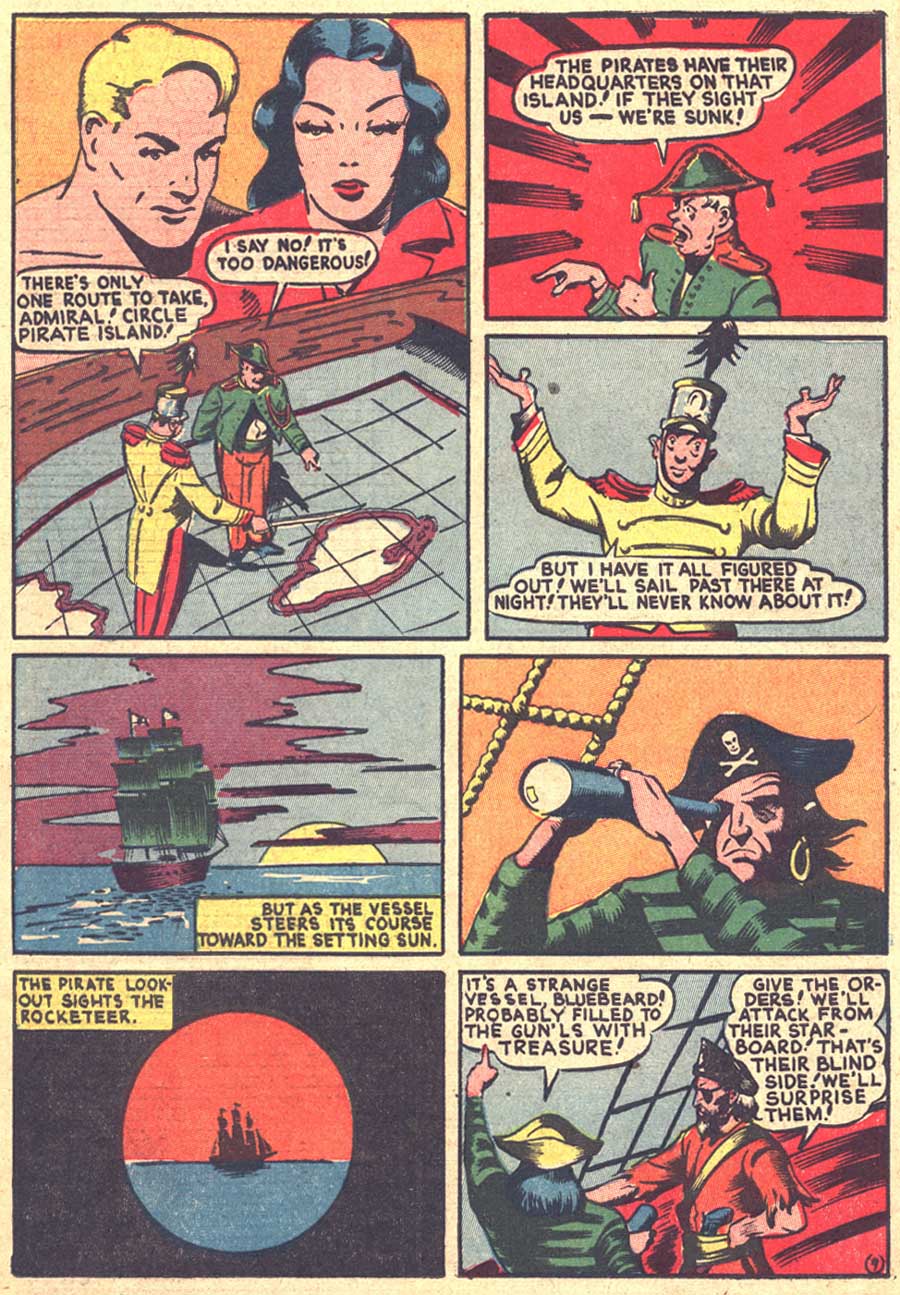 THERE'S ONLY
ONE ROUTE TO TAKE,
ADMIRAL! CIRCLE
PIRATE ISLAND!
I SAY NO! IT'S
TOO DANGEROUS!
THE PIRATES HAVE THEIR
HEADQUARTERS ON THAT
ISLAND! IF THEY SIGHT
US — WE'RE SUNK!
BUT I HAVE IT ALL FIGURED
OUT! WE'LL SAIL PAST THERE AT
NIGHT! THEY'LL NEVER KNOW ABOUT IT!
BUT AS THE VESSEL
STEERS ITS COURSE
TOWARD THE SETTING SUN.
THE PIRATE LOOK-
OUT SIGHTS THE
ROCKETEER.
IT'S A STRANGE
VESSEL, BLUEBEARD!
PROBABLY FILLED TO
THE GUN'LS WITH
TREASURE!
GIVE THE OR-
DERS! WE'LL
ATTACK FROM
THEIR STAR-
BOARD! THAT'S
THEIR BLIND
SIDE! WE'LL
SURPRISE
THEM!
(9)